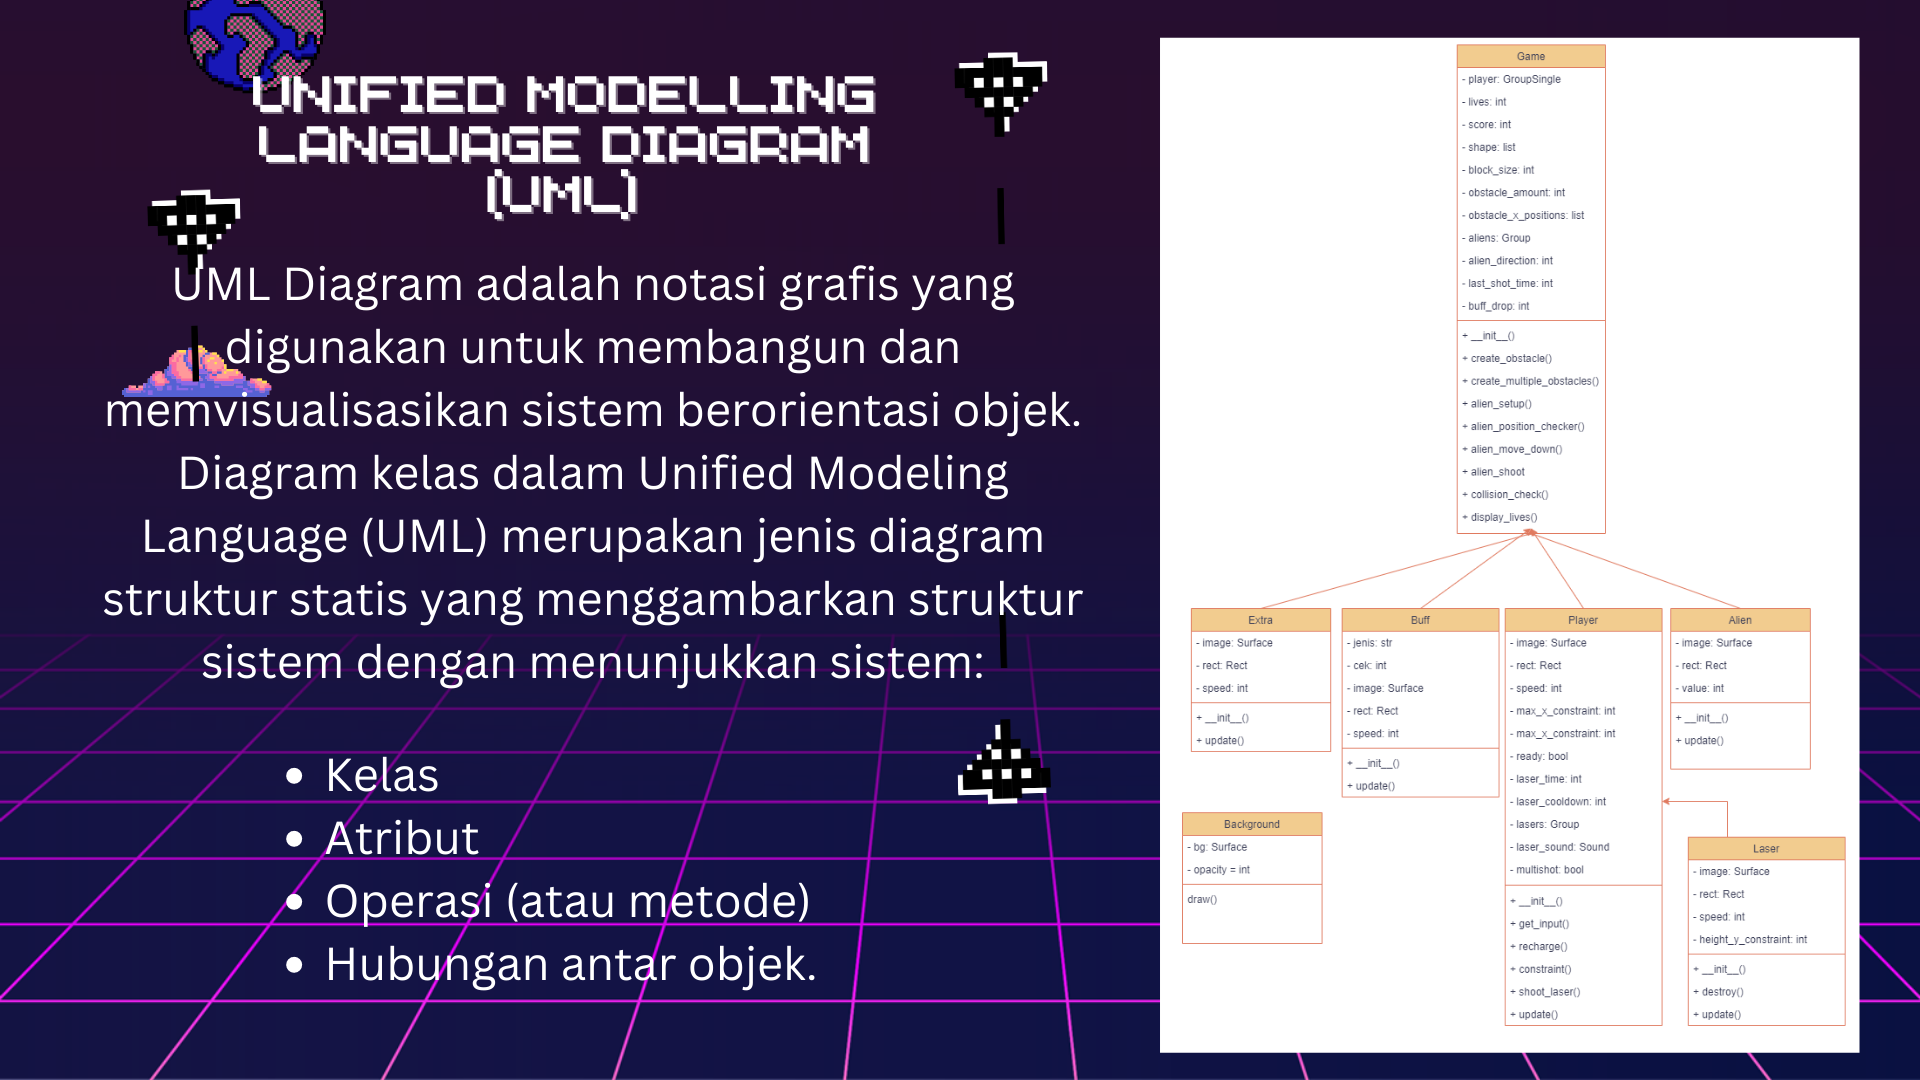 UNIFIED MODELLING
LANGUAGE DIAGRAM
(UML)
UML Diagram adalah notasi grafis yang
digunakan untuk membangun dan
memvisualisasikan sistem berorientasi objek.
Diagram kelas dalam Unified Modeling
Language (UML) merupakan jenis diagram
struktur statis yang menggambarkan struktur
sistem dengan menunjukkan sistem:
• Kelas
• Atribut
• Operasi (atau metode)
• Hubungan antar objek.
Game
- player: GroupSingle
- lives: int
- score: int
- shape: list
- block_size: int
- obstacle_amount: int
- obstacle_x_positions: list
- aliens: Group
- alien_direction: int
- last_shot_time: int
- buff_drop: int
+ __init__()
+ create_obstacle()
+ create_multiple_obstacles()
+ alien_setup()
+ alien_position_checker()
+ alien_move_down()
+ alien_shoot
+ collision_check()
+ display_lives()
Extra
- image: Surface
- rect: Rect
- speed: int
+ __init__()
+ update()
Buff
- jenis: str
- cek: int
- image: Surface
- rect: Rect
- speed: int
+ __init__()
+ update()
Player
- image: Surface
- rect: Rect
- speed: int
- max_x_constraint: int
- max_x_constraint: int
- ready: bool
- laser_time: int
- laser_cooldown: int
- lasers: Group
- laser_sound: Sound
- multishot: bool
+ __init__()
+ get_input()
+ recharge()
+ constraint()
+ shoot_laser()
+ update()
Alien
- image: Surface
- rect: Rect
- value: int
+ __init__()
+ update()
Background
- bg: Surface
- opacity = int
draw()
Laser
- image: Surface
- rect: Rect
- speed: int
- height_y_constraint: int
+ __init__()
+ destroy()
+ update()